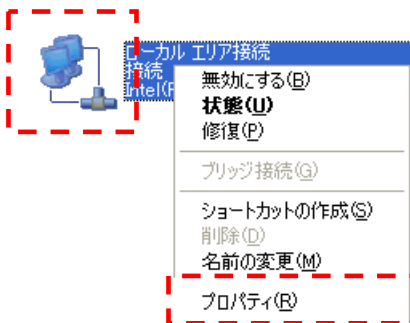 ローカル エリア接続
接続
Intel(R
無効にする(B)
状態(U)
修復(P)
ブリッジ接続(G)
ショートカットの作成(S)
削除(D)
名前の変更(M)
プロパティ(R)